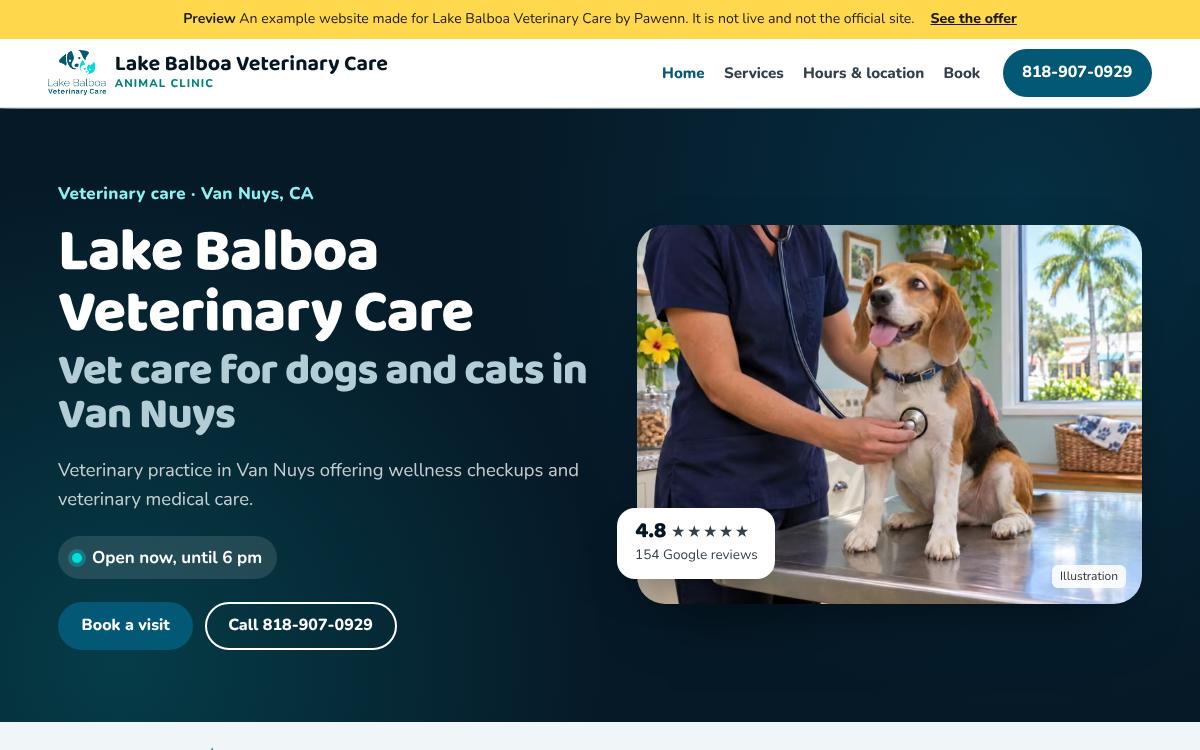 Preview An example website made for Lake Balboa Veterinary Care by Pawenn. It is not live and not the official site. See the offer
Lake Balboa
Veterinary Care
Lake Balboa Veterinary Care
ANIMAL CLINIC
Home Services Hours & location Book 818-907-0929
Veterinary care · Van Nuys, CA
Lake Balboa
Veterinary Care
Vet care for dogs and cats in
Van Nuys
Veterinary practice in Van Nuys offering wellness checkups and
veterinary medical care.
Open now, until 6 pm
Book a visit Call 818-907-0929
4.8 ★★★★★
154 Google reviews
Illustration